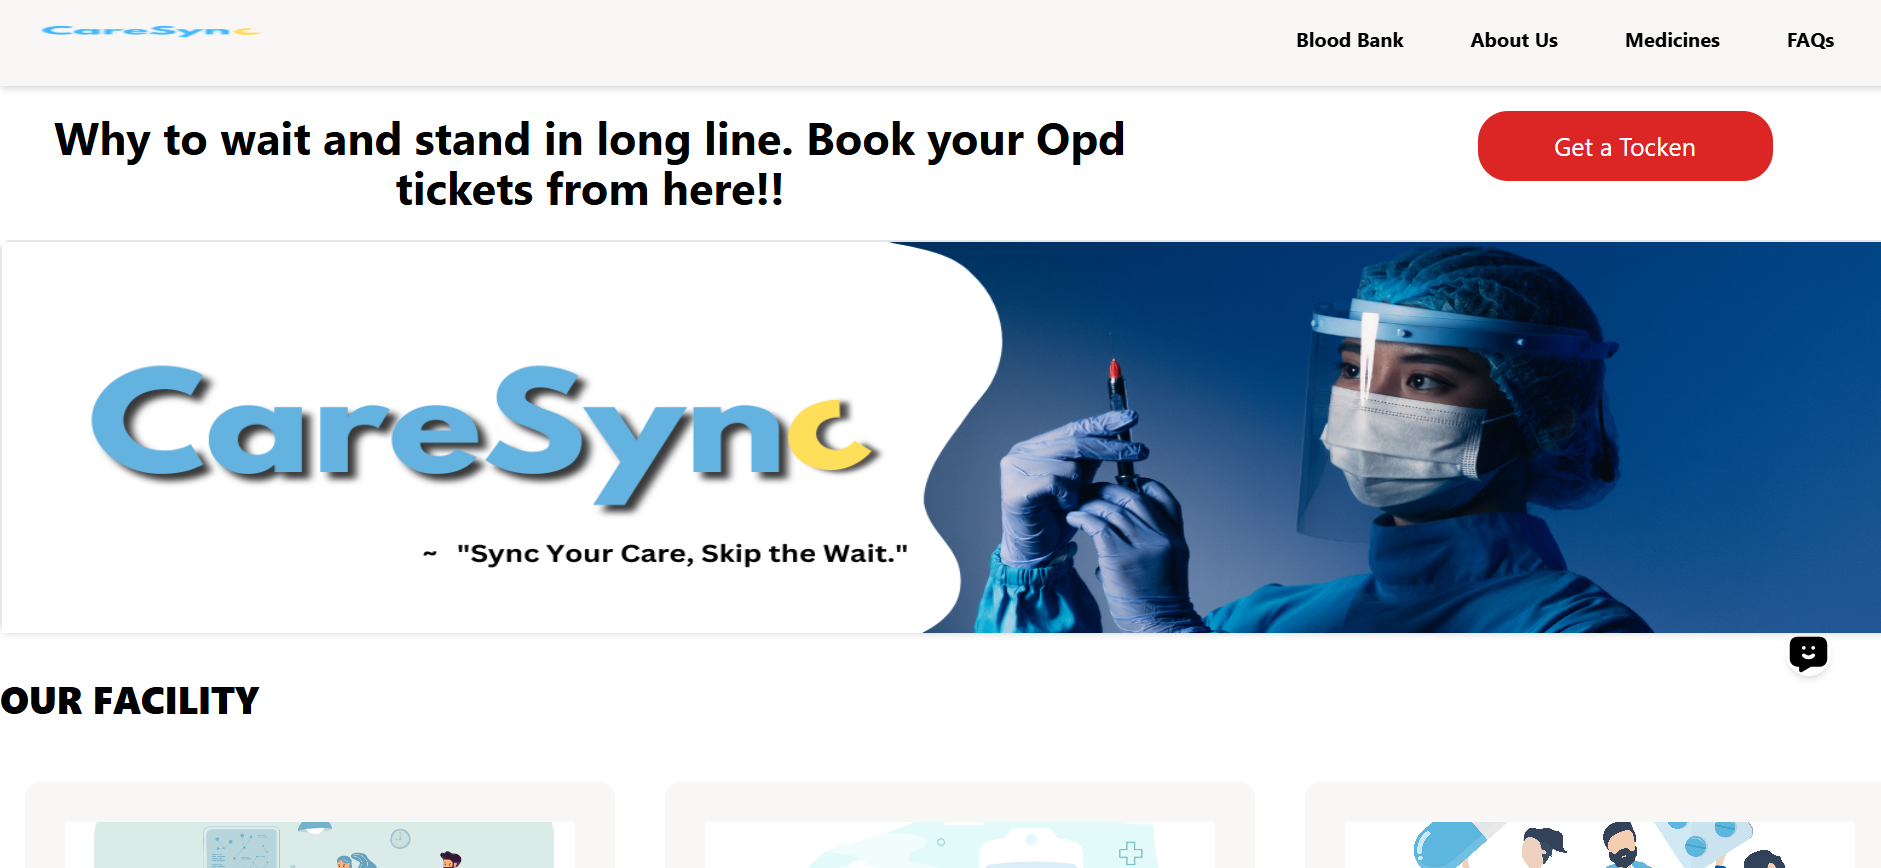 CareSync
Blood Bank
About Us
Medicines
FAQs
Why to wait and stand in long line. Book your Opd
tickets from here!!
Get a Tocken
CareSync
~ "Sync Your Care, Skip the Wait."
OUR FACILITY